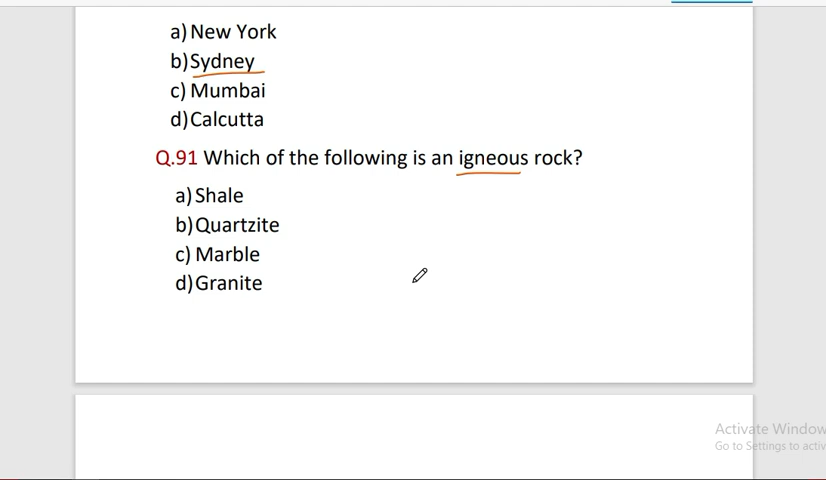 a) New York
b) Sydney
c) Mumbai
d) Calcutta
Q.91 Which of the following is an igneous rock?
a) Shale
b) Quartzite
c) Marble
d) Granite
Activate Window
Go to Settings to activ